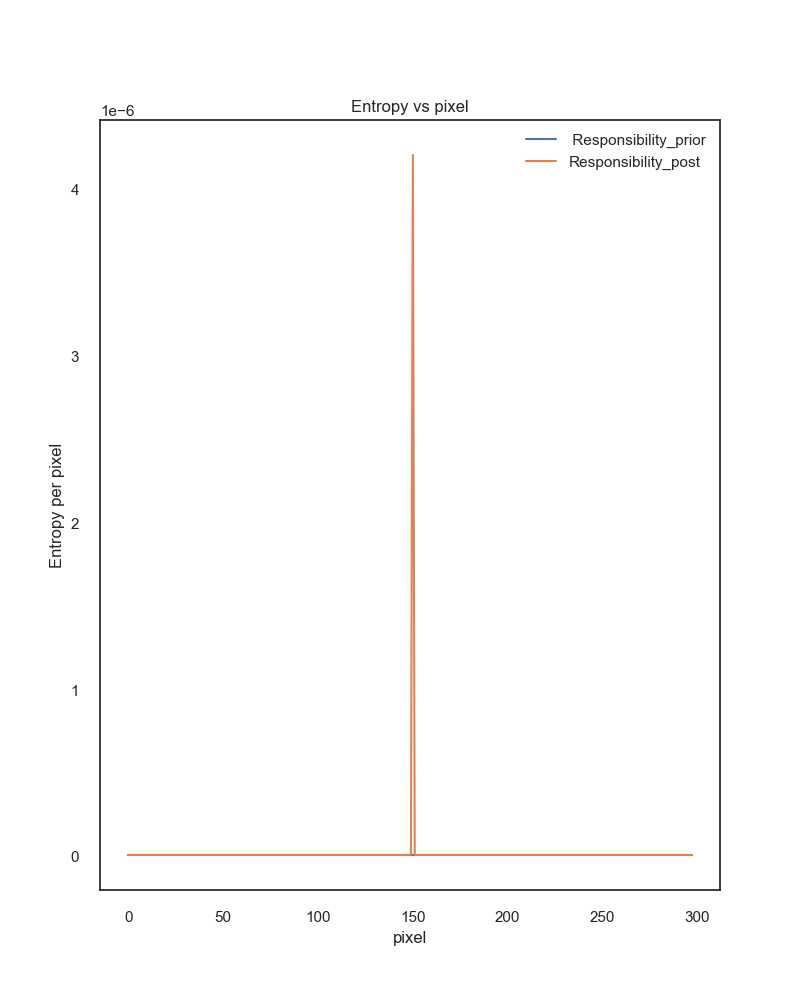 Entropy vs pixel
1e−6
Responsibility_prior
Responsibility_post
4
3
2
1
0
Entropy per pixel
0 50 100 150 200 250 300
pixel